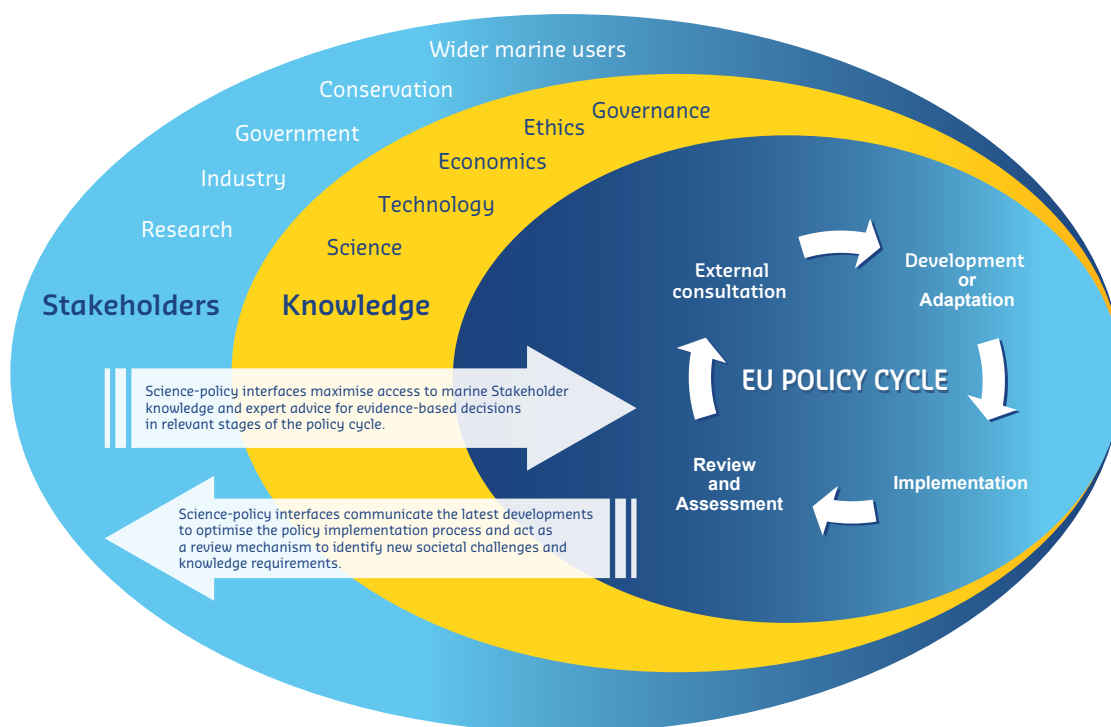 Wider marine users
Conservation
Government
Industry
Research
Stakeholders
Governance
Ethics
Economics
Technology
Science
Knowledge
External
consultation
Development
or
Adaptation
EU POLICY CYCLE
Review
and
Assessment
Implementation
Science-policy interfaces maximise access to marine Stakeholder
knowledge and expert advice for evidence-based decisions
in relevant stages of the policy cycle.
Science-policy interfaces communicate the latest developments
to optimise the policy implementation process and act as
a review mechanism to identify new societal challenges and
knowledge requirements.